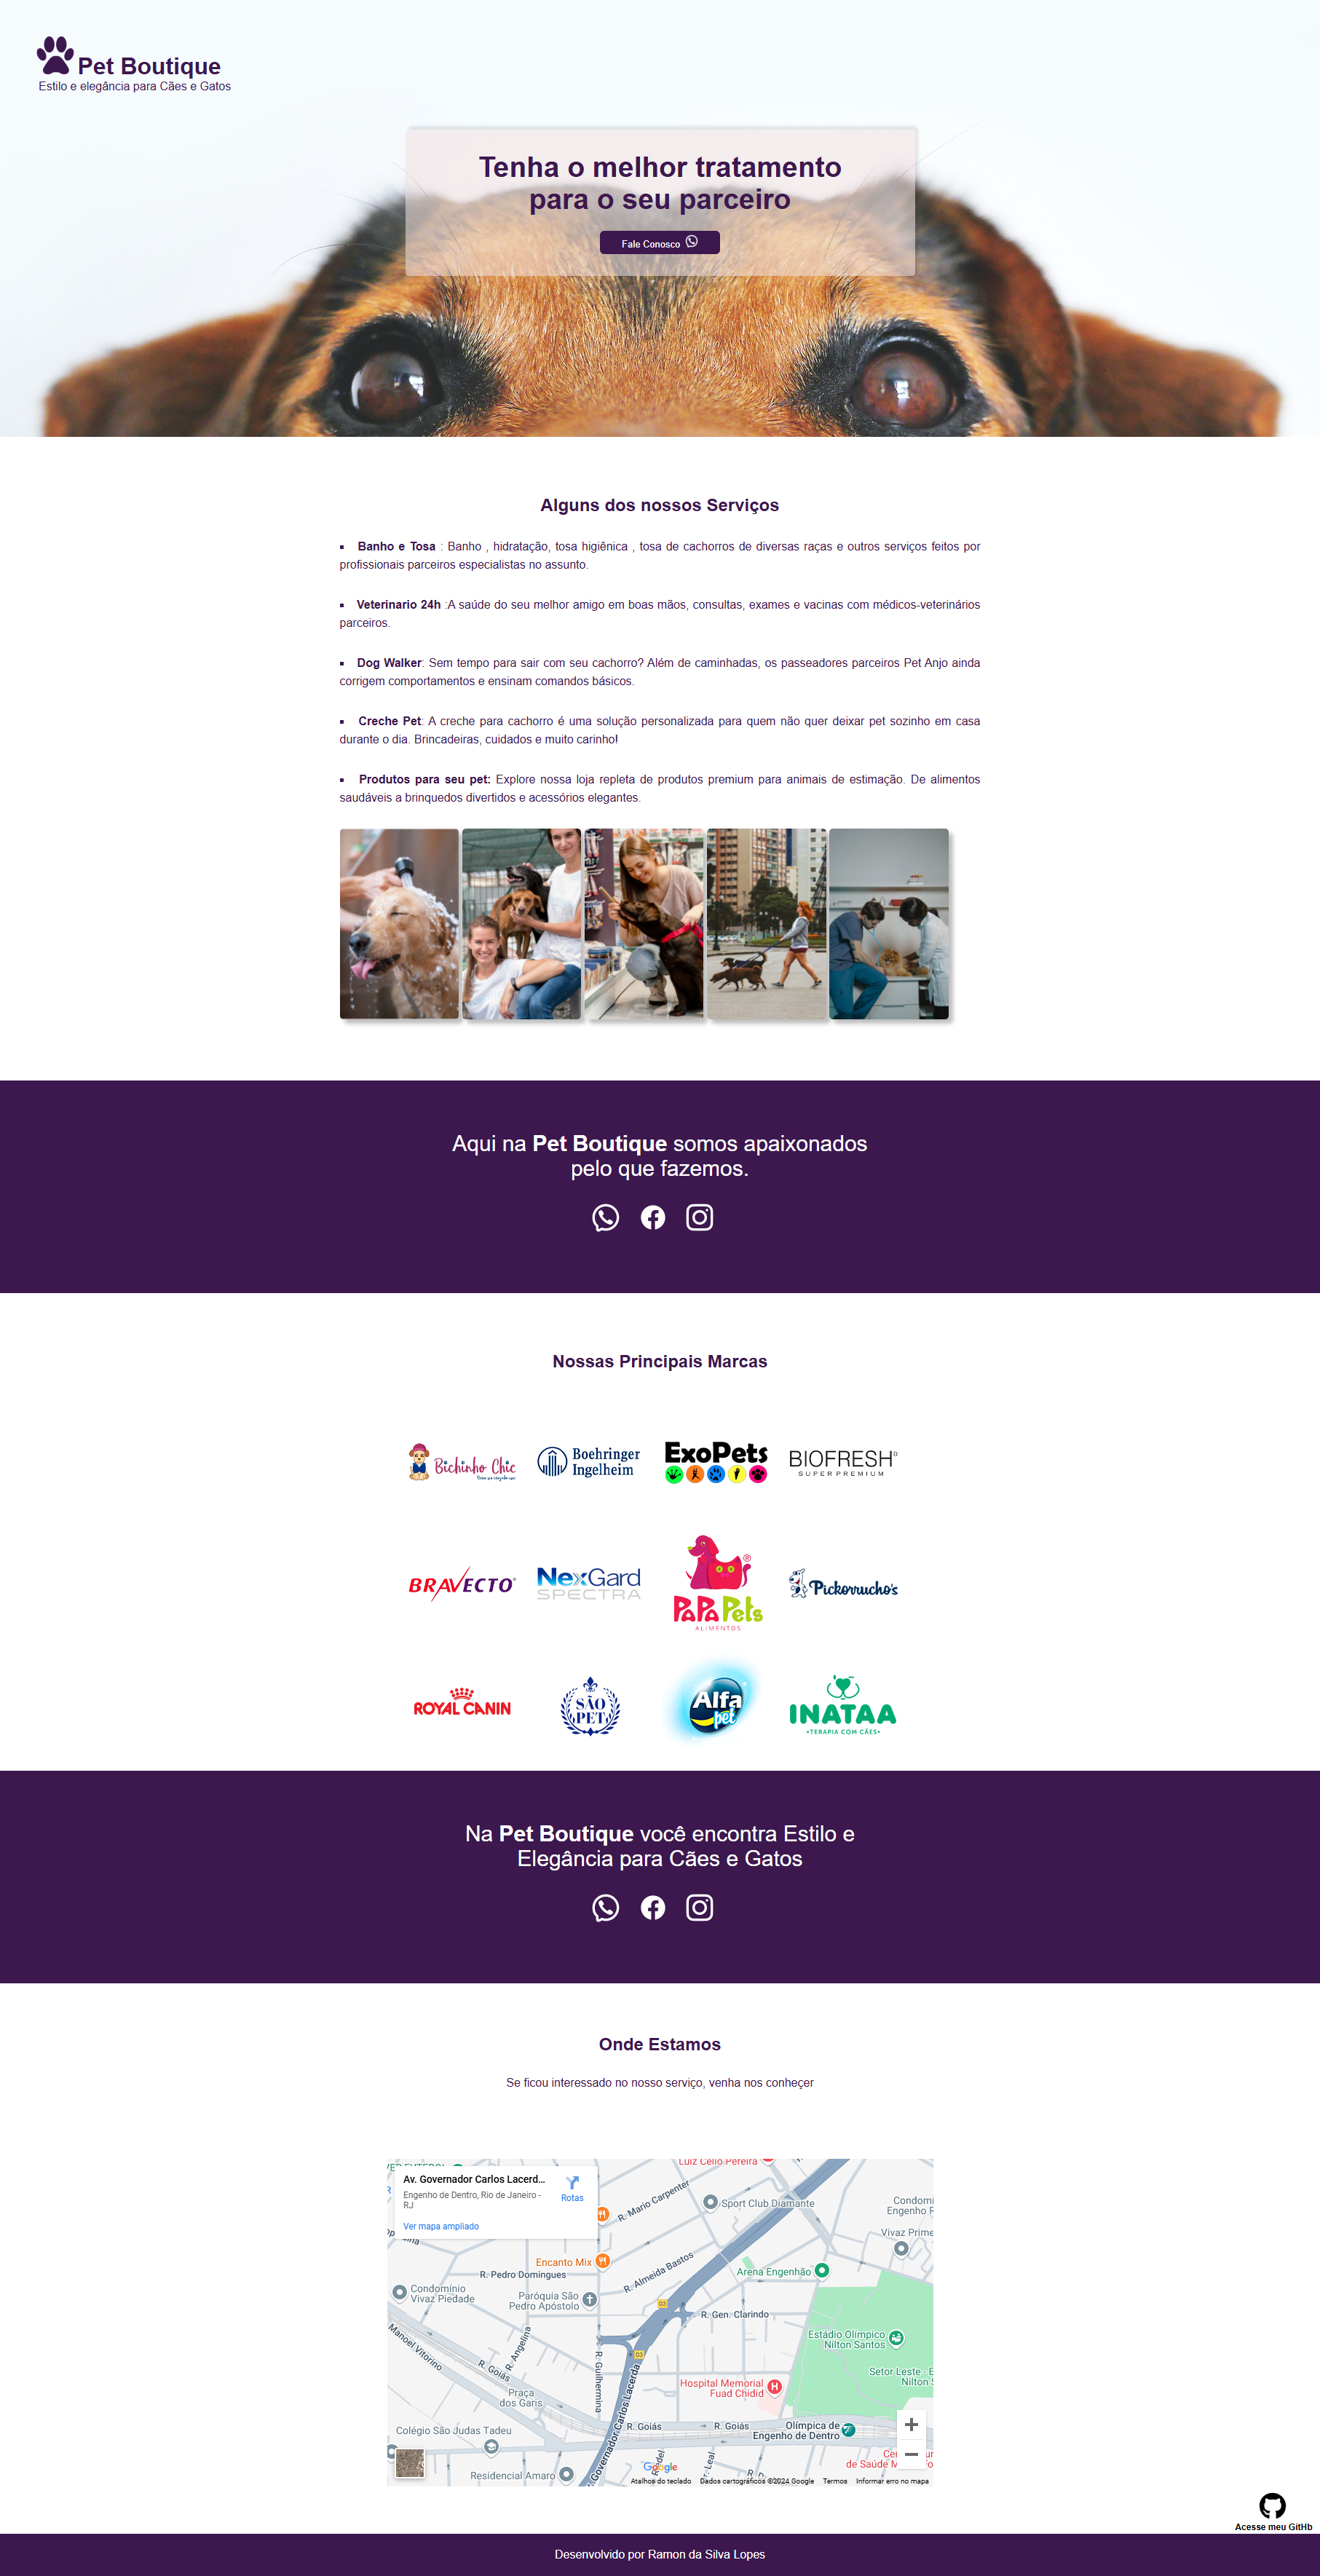 Pet Boutique
Estilo e elegância para Cães e Gatos
Tenha o melhor tratamento
para o seu parceiro
Fale Conosco
Alguns dos nossos Serviços
▪ Banho e Tosa : Banho , hidratação, tosa higiênica , tosa de cachorros de diversas raças e outros serviços feitos por
profissionais parceiros especialistas no assunto.
▪ Veterinario 24h :A saúde do seu melhor amigo em boas mãos, consultas, exames e vacinas com médicos-veterinários
parceiros.
▪ Dog Walker: Sem tempo para sair com seu cachorro? Além de caminhadas, os passeadores parceiros Pet Anjo ainda
corrigem comportamentos e ensinam comandos básicos.
▪ Creche Pet: A creche para cachorro é uma solução personalizada para quem não quer deixar pet sozinho em casa
durante o dia. Brincadeiras, cuidados e muito carinho!
▪ Produtos para seu pet: Explore nossa loja repleta de produtos premium para animais de estimação. De alimentos
saudáveis a brinquedos divertidos e acessórios elegantes.
Aqui na Pet Boutique somos apaixonados
pelo que fazemos.
Nossas Principais Marcas
Bichinho Chic
Boehringer
Ingelheim
ExoPets
BIOFRESH®
SUPER PREMIUM
BRAVECTO®
NexGard
SPECTRA
PaPaPets®
ALIMENTOS
Pickorrucho's
ROYAL CANIN
SÃO
PET
Alfa
pet
INATAA
•TERAPIA COM CÃES•
Na Pet Boutique você encontra Estilo e
Elegância para Cães e Gatos
Onde Estamos
Se ficou interessado no nosso serviço, venha nos conheçer
Luiz Celio Pereira
Av. Governador Carlos Lacerd...
Engenho de Dentro, Rio de Janeiro -
RJ
Rotas
Ver mapa ampliado
R. Mario Carpenter
Sport Club Diamante
Condomí
Engenho R
Vivaz Prime
Encanto Mix
R. Pedro Domingues
R. Almeida Bastos
Arena Engenhão
Condomínio
Vivaz Piedade
Paróquia São
Pedro Apóstolo
03
R. Gen. Clarindo
Manoel Vitorino
R. Angelina
R. Goiás
R. Guilhermina
03
Estádio Olímpico
Nilton Santos
Setor Leste - E
Nilton S
Praça
dos Garis
Hospital Memorial
Fuad Chidid
Governador Carlos Lacerda
R. Goiás
R. Goiás
Olímpica de
Engenho de Dentro
Colégio São Judas Tadeu
Residencial Amaro
R. Leal
de Saúde M
Google
Atalhos do teclado
Dados cartográficos ©2024 Google
Termos
Informar erro no mapa
Acesse meu GitHb
Desenvolvido por Ramon da Silva Lopes